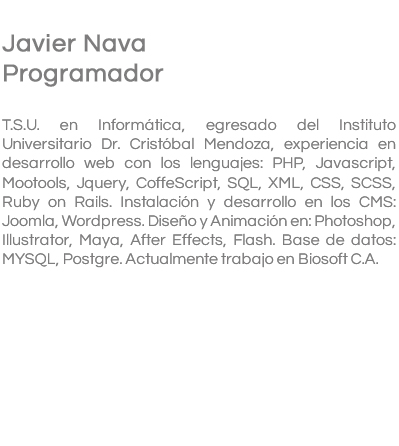 Javier Nava
Programador
T.S.U. en Informática, egresado del Instituto
Universitario Dr. Cristóbal Mendoza, experiencia en
desarrollo web con los lenguajes: PHP, Javascript,
Mootools, Jquery, CoffeScript, SQL, XML, CSS, SCSS,
Ruby on Rails. Instalación y desarrollo en los CMS:
Joomla, Wordpress. Diseño y Animación en: Photoshop,
Illustrator, Maya, After Effects, Flash. Base de datos:
MYSQL, Postgre. Actualmente trabajo en Biosoft C.A.